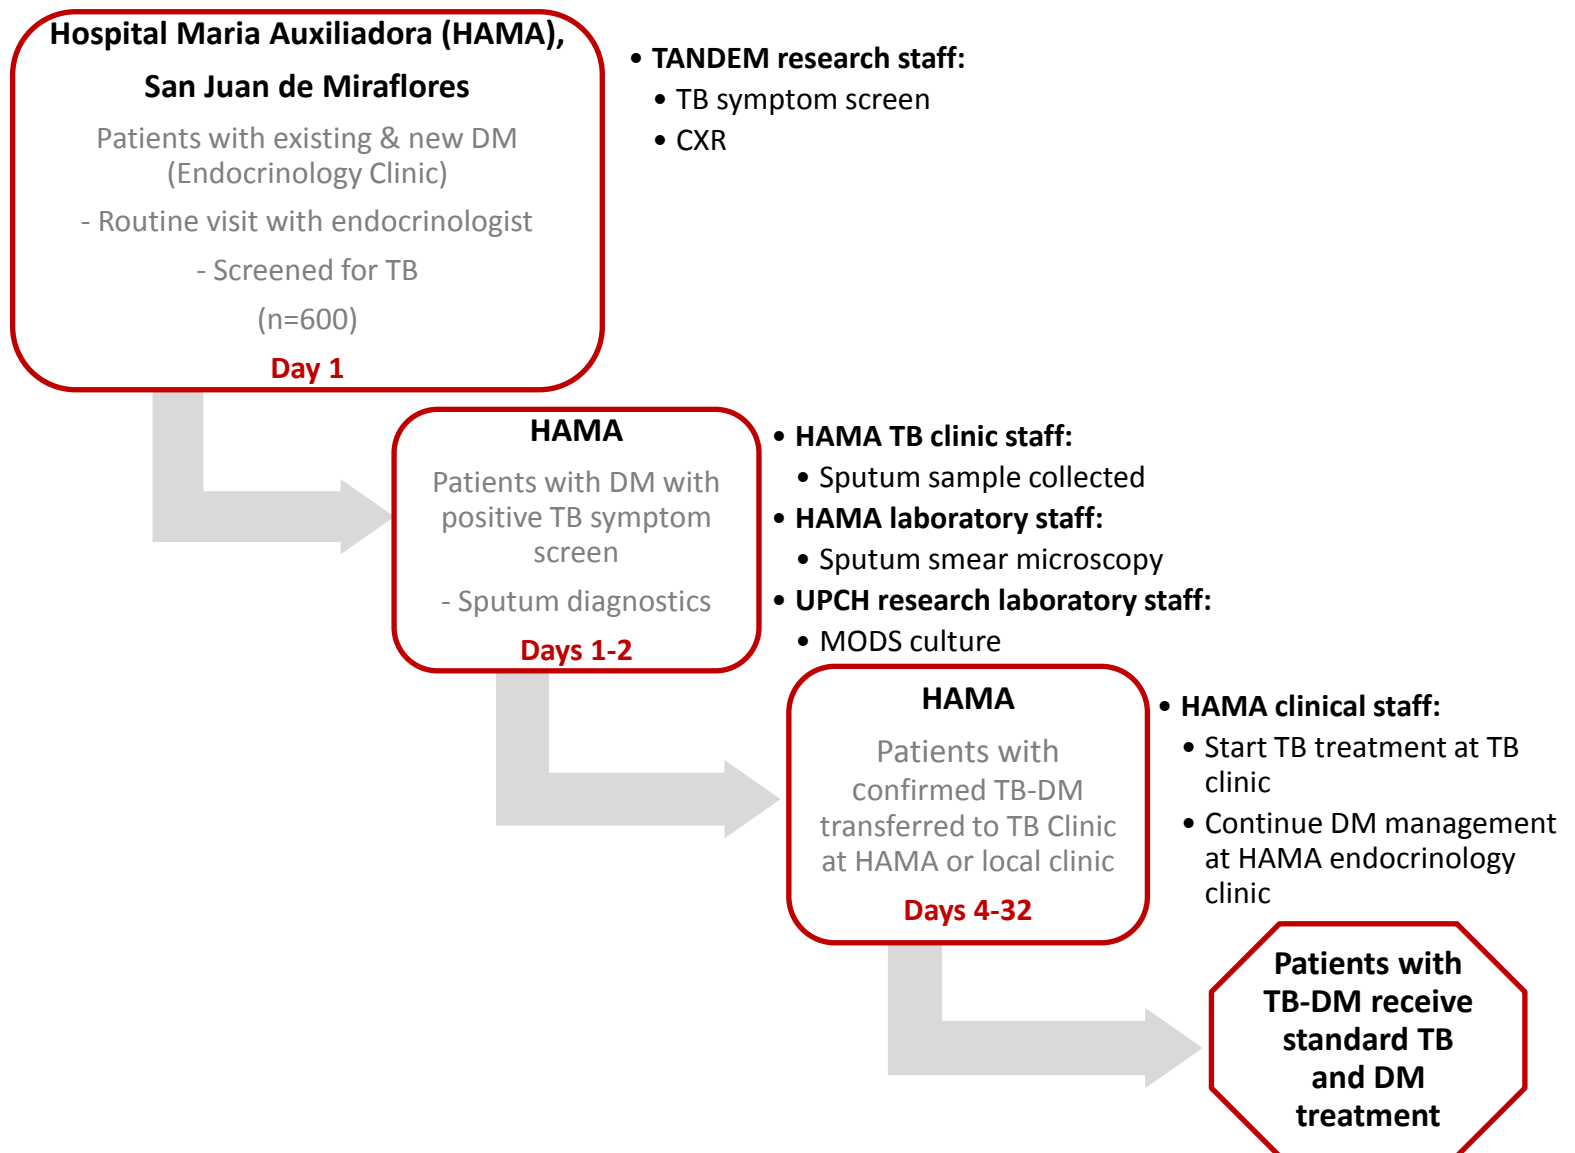 Hospital Maria Auxiliadora (HAMA),
San Juan de Miraflores
Patients with existing & new DM
(Endocrinology Clinic)
- Routine visit with endocrinologist
- Screened for TB
(n=600)
Day 1
• TANDEM research staff:
• TB symptom screen
• CXR
HAMA
Patients with DM with
positive TB symptom
screen
- Sputum diagnostics
Days 1-2
• HAMA TB clinic staff:
• Sputum sample collected
• HAMA laboratory staff:
• Sputum smear microscopy
• UPCH research laboratory staff:
• MODS culture
HAMA
Patients with
confirmed TB-DM
transferred to TB Clinic
at HAMA or local clinic
Days 4-32
• HAMA clinical staff:
• Start TB treatment at TB
clinic
• Continue DM management
at HAMA endocrinology
clinic
Patients with
TB-DM receive
standard TB
and DM
treatment